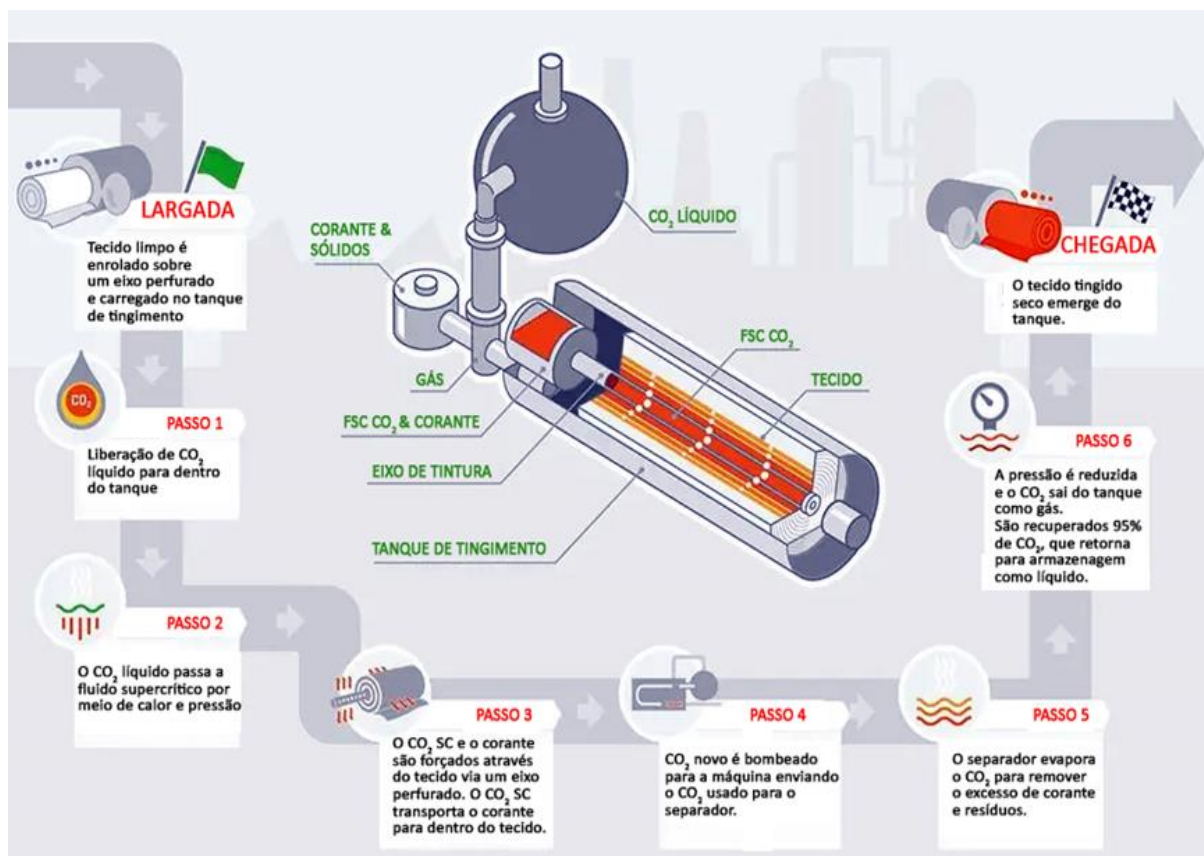 LARGADA
Tecido limpo é
enrolado sobre
um eixo perfurado
e carregado no tanque
de tingimento
CO₂
PASSO 1
Liberação de CO₂
líquido para dentro
do tanque
PASSO 2
O CO₂ líquido passa a
fluido supercrítico por
meio de calor e pressão
CORANTE &
SÓLIDOS
CO₂ LÍQUIDO
GÁS
FSC CO₂ & CORANTE
EIXO DE TINTURA
TANQUE DE TINGIMENTO
FSC CO₂
TECIDO
PASSO 3
O CO₂ SC e o corante
são forçados através
do tecido via um eixo
perfurado. O CO₂ SC
transporta o corante
para dentro do tecido.
PASSO 4
CO₂ novo é bombeado
para a máquina enviando
o CO₂ usado para o
separador.
PASSO 5
O separador evapora
o CO₂ para remover
o excesso de corante
e resíduos.
PASSO 6
A pressão é reduzida
e o CO₂ sai do tanque
como gás.
São recuperados 95%
de CO₂, que retorna
para armazenagem
como líquido.
CHEGADA
O tecido tingido
seco emerge do
tanque.